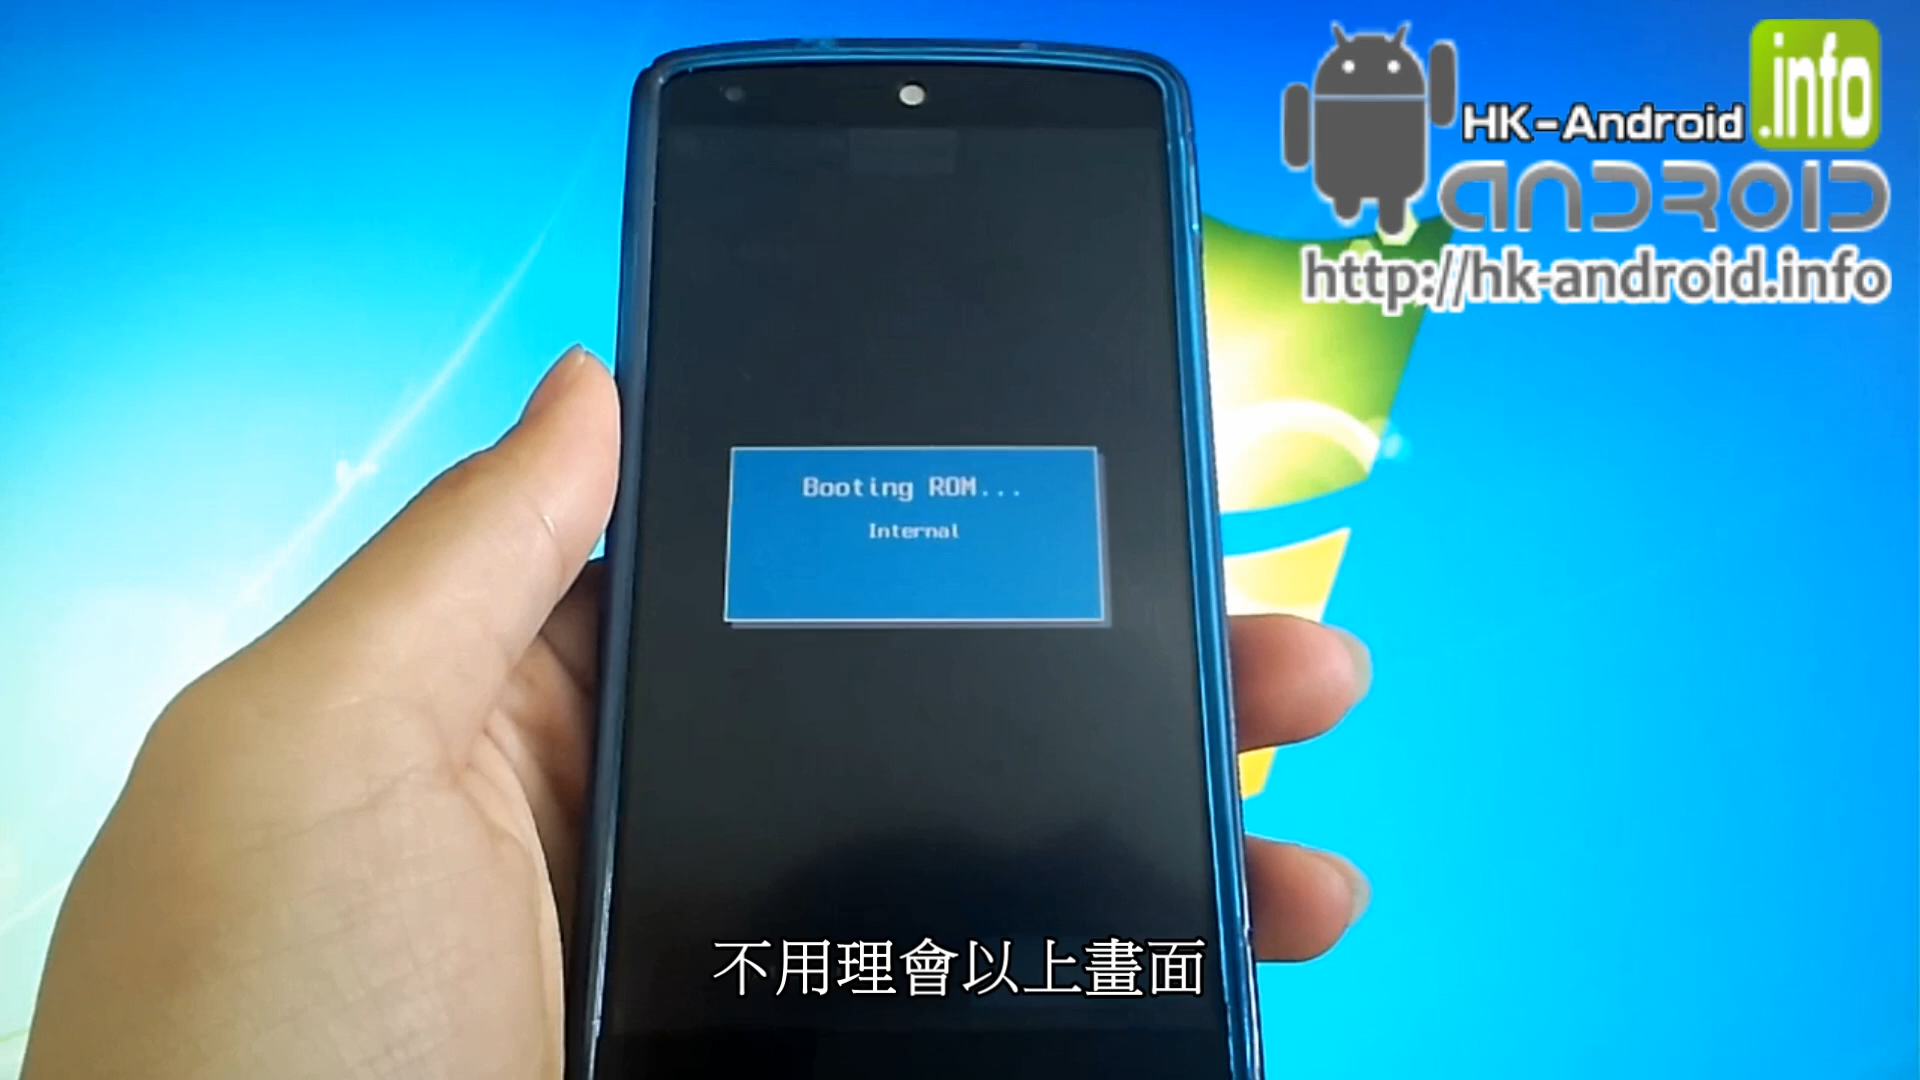 HK-Android .info
ANDROID
http://hk-android.info
Booting ROM...
Internal
不用理會以上畫面